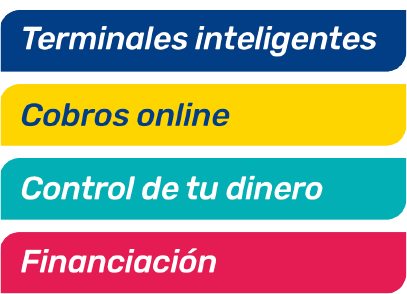 Terminales inteligentes
Cobros online
Control de tu dinero
Financiación